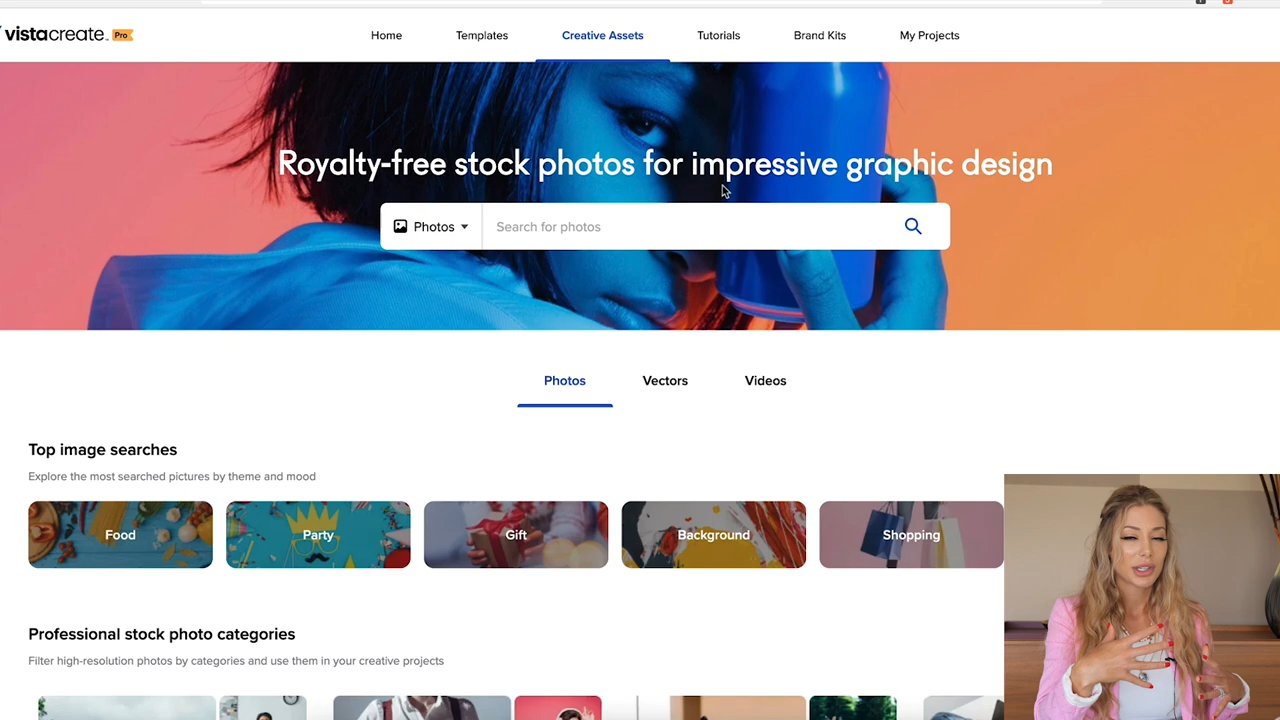 vistacreate Pro
Home Templates Creative Assets Tutorials Brand Kits My Projects
Royalty-free stock photos for impressive graphic design
Photos Search for photos
Photos Vectors Videos
Top image searches
Explore the most searched pictures by theme and mood
Food Party Gift Background Shopping
Professional stock photo categories
Filter high-resolution photos by categories and use them in your creative projects